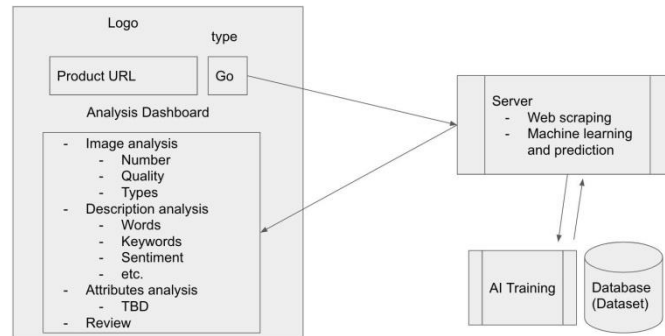 Logo
type
Product URL
Go
Analysis Dashboard
- Image analysis
- Number
- Quality
- Types
- Description analysis
- Words
- Keywords
- Sentiment
- etc.
- Attributes analysis
- TBD
- Review
Server
- Web scraping
- Machine learning
and prediction
AI Training
Database
(Dataset)